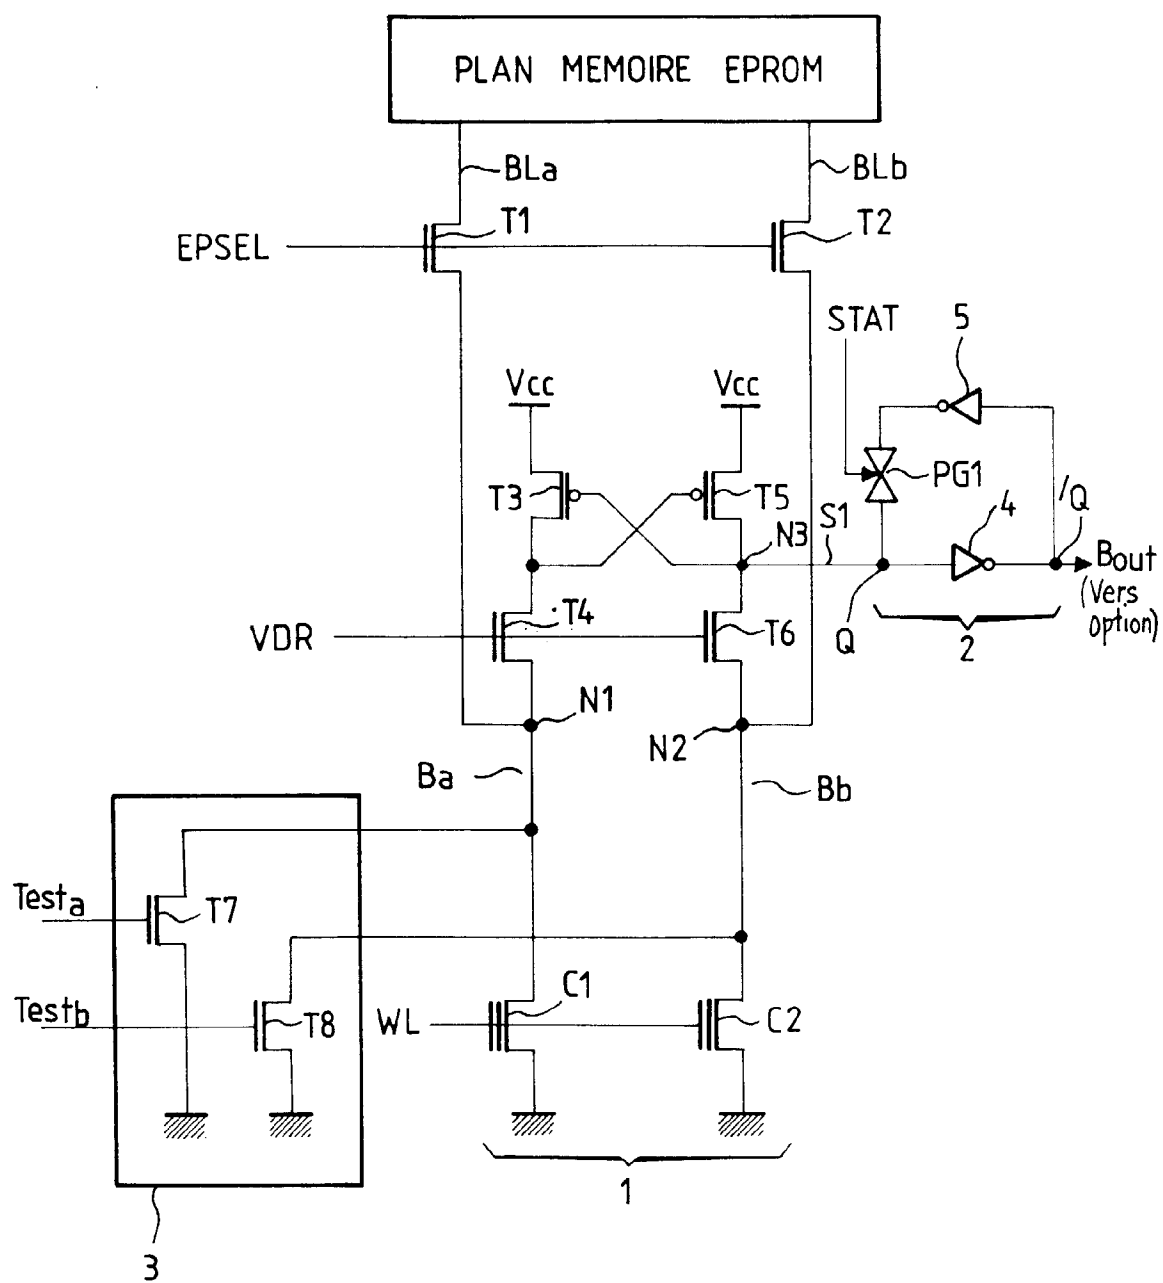 PLAN MEMOIRE EPROM
BLa
BLb
T1
T2
EPSEL
STAT
5
Vcc
Vcc
T3
T5
PG1
4
/Q
S1
N3
Bout
(Vers
option)
VDR
T4
T6
Q
2
N1
N2
Ba
Bb
Testa
T7
C1
Testb
T8
WL
C2
1
3